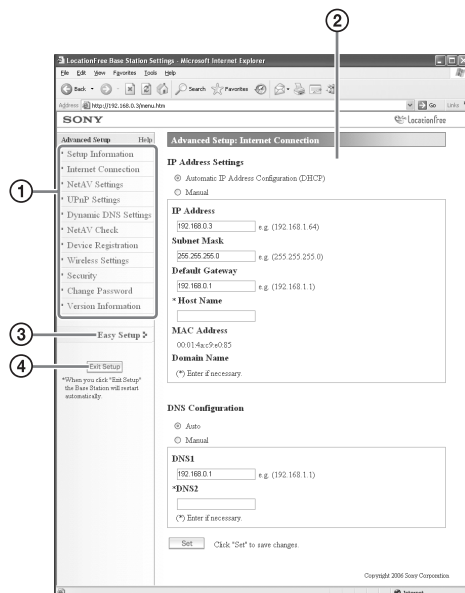 ②
LocationFree Base Station Settings - Microsoft Internet Explorer
File Edit View Favorites Tools Help
Back Search Favorites
Address http://192.168.0.3/menu.htm Go Links
SONY LocationFree
Advanced Setup Help
Advanced Setup: Internet Connection
①
* Setup Information
* Internet Connection
* NetAV Settings
* UPnP Settings
* Dynamic DNS Settings
* NetAV Check
* Device Registration
* Wireless Settings
* Security
* Change Password
* Version Information
③ Easy Setup
④ Exit Setup
*When you click "Exit Setup"
the Base Station will restart
automatically.
IP Address Settings
Automatic IP Address Configuration (DHCP)
Manual
IP Address
192.168.0.3 e.g. (192.168.1.64)
Subnet Mask
255.255.255.0 e.g. (255.255.255.0)
Default Gateway
192.168.0.1 e.g. (192.168.1.1)
* Host Name
MAC Address
00:01:4a:c9:e0:85
Domain Name
(*) Enter if necessary.
DNS Configuration
Auto
Manual
DNS1
192.168.0.1 e.g. (192.168.1.1)
*DNS2
(*) Enter if necessary.
Set Click "Set" to save changes.
Copyright 2006 Sony Corporation
Internet